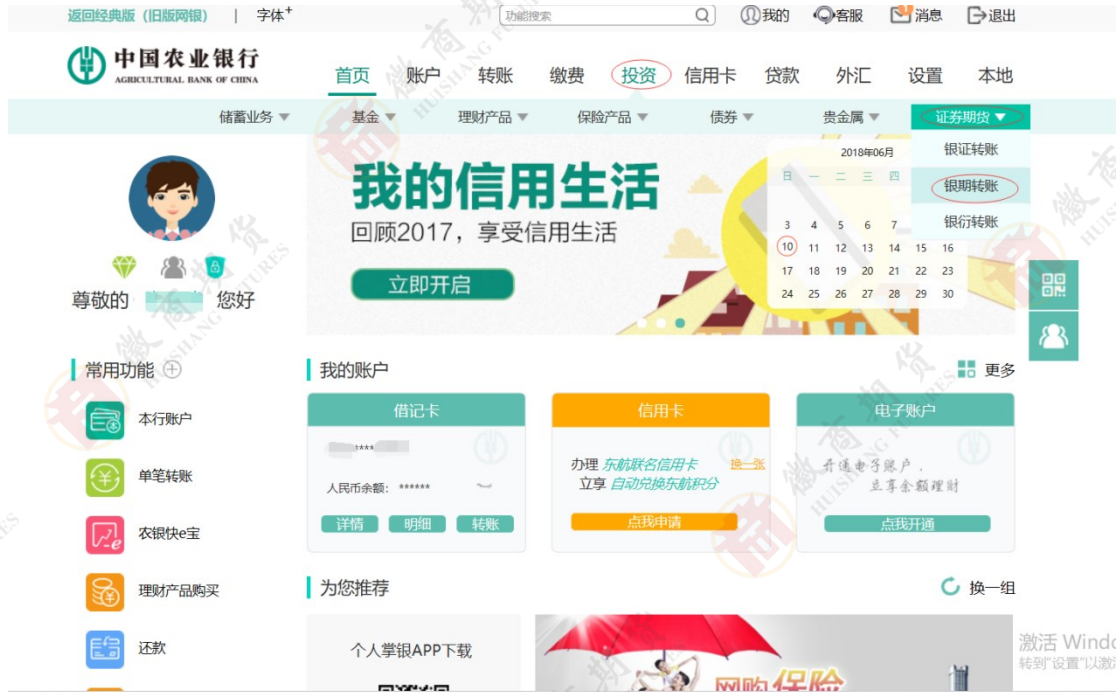 返回经典版（旧版网银） | 字体+ 功能搜索 我的 客服 消息 退出
中国农业银行
AGRICULTURAL BANK OF CHINA
首页 账户 转账 缴费 投资 信用卡 贷款 外汇 设置 本地
储蓄业务 基金 理财产品 保险产品 债券 贵金属 证券期货
银证转账
银期转账
银衍转账
我的信用生活
回顾2017，享受信用生活
立即开启
2018年06月
日 一 二 三 四
3 4 5 6 7
10 11 12 13 14 15 16
17 18 19 20 21 22 23
24 25 26 27 28 29 30
尊敬的 您好
常用功能
本行账户
单笔转账
农银快e宝
理财产品购买
还款
我的账户 更多
借记卡
****
人民币余额： ******
详情 明细 转账
信用卡
办理 东航联名信用卡 换一张
立享 自动兑换东航积分
点我申请
电子账户
开通电子账户，
立享余额理财
点我开通
为您推荐 换一组
个人掌银APP下载
网购保险
激活 Windo
转到"设置"以激
徽商期货
HUISHANG FUTURES